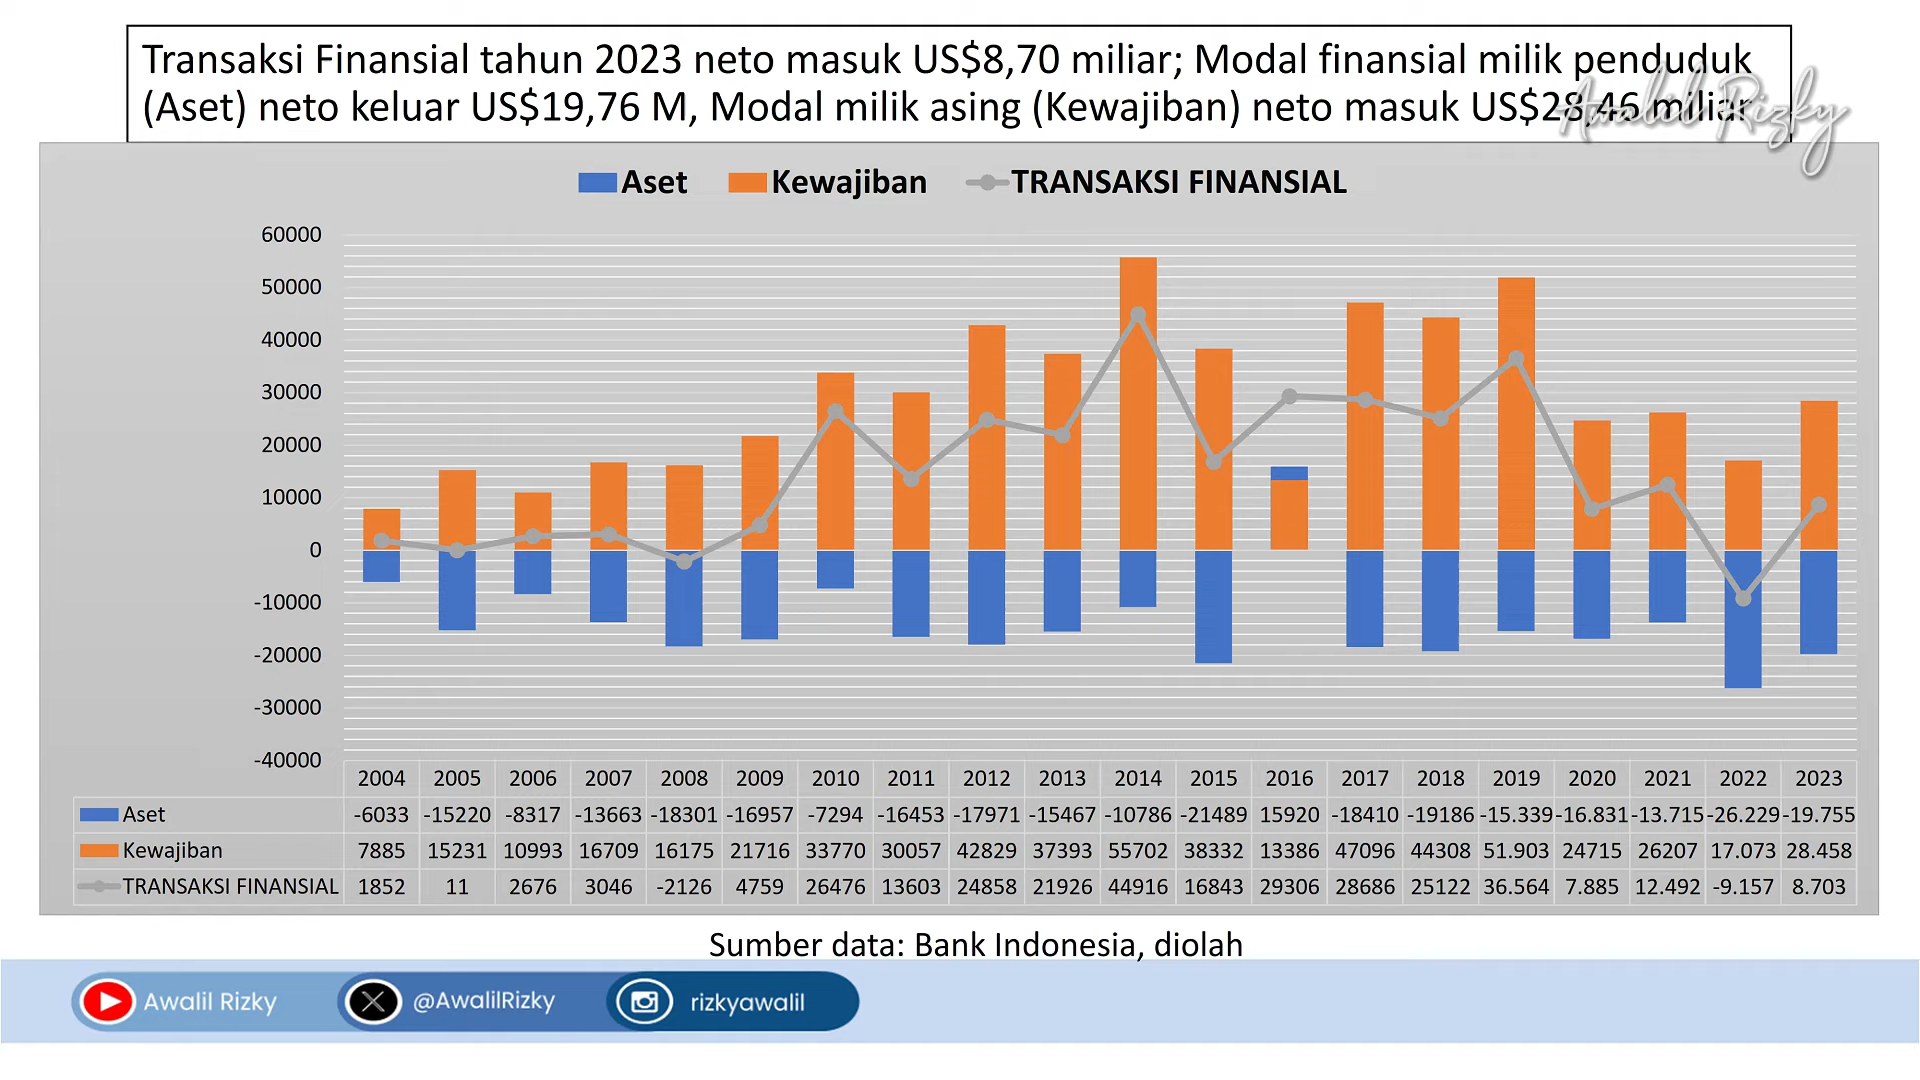 Transaksi Finansial tahun 2023 neto masuk US$8,70 miliar; Modal finansial milik penduduk
(Aset) neto keluar US$19,76 M, Modal milik asing (Kewajiban) neto masuk US$28,46 miliar
Awalil Rizky
Aset Kewajiban TRANSAKSI FINANSIAL
60000
50000
40000
30000
20000
10000
0
-10000
-20000
-30000
-40000
2004 2005 2006 2007 2008 2009 2010 2011 2012 2013 2014 2015 2016 2017 2018 2019 2020 2021 2022 2023
Aset -6033 -15220 -8317 -13663 -18301 -16957 -7294 -16453 -17971 -15467 -10786 -21489 15920 -18410 -19186 -15.339 -16.831 -13.715 -26.229 -19.755
Kewajiban 7885 15231 10993 16709 16175 21716 33770 30057 42829 37393 55702 38332 13386 47096 44308 51.903 24715 26207 17.073 28.458
TRANSAKSI FINANSIAL 1852 11 2676 3046 -2126 4759 26476 13603 24858 21926 44916 16843 29306 28686 25122 36.564 7.885 12.492 -9.157 8.703
Sumber data: Bank Indonesia, diolah
Awalil Rizky @AwalilRizky rizkyawalil